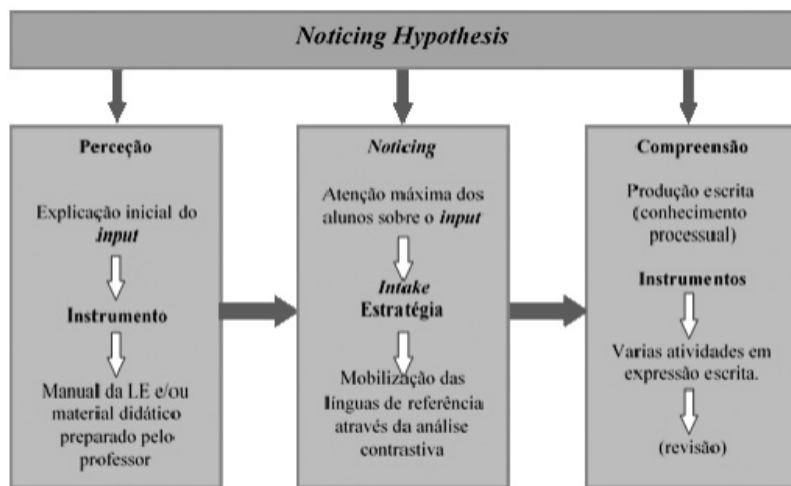 Noticing Hypothesis
Perceção
Explicação inicial do
input
Instrumento
Manual da LE e/ou
material didático
preparado pelo
professor
Noticing
Atenção máxima dos
alunos sobre o input
Intake
Estratégia
Mobilização das
línguas de referência
através da análise
contrastiva
Compreensão
Produção escrita
(conhecimento
processual)
Instrumentos
Varias atividades em
expressão escrita.
(revisão)